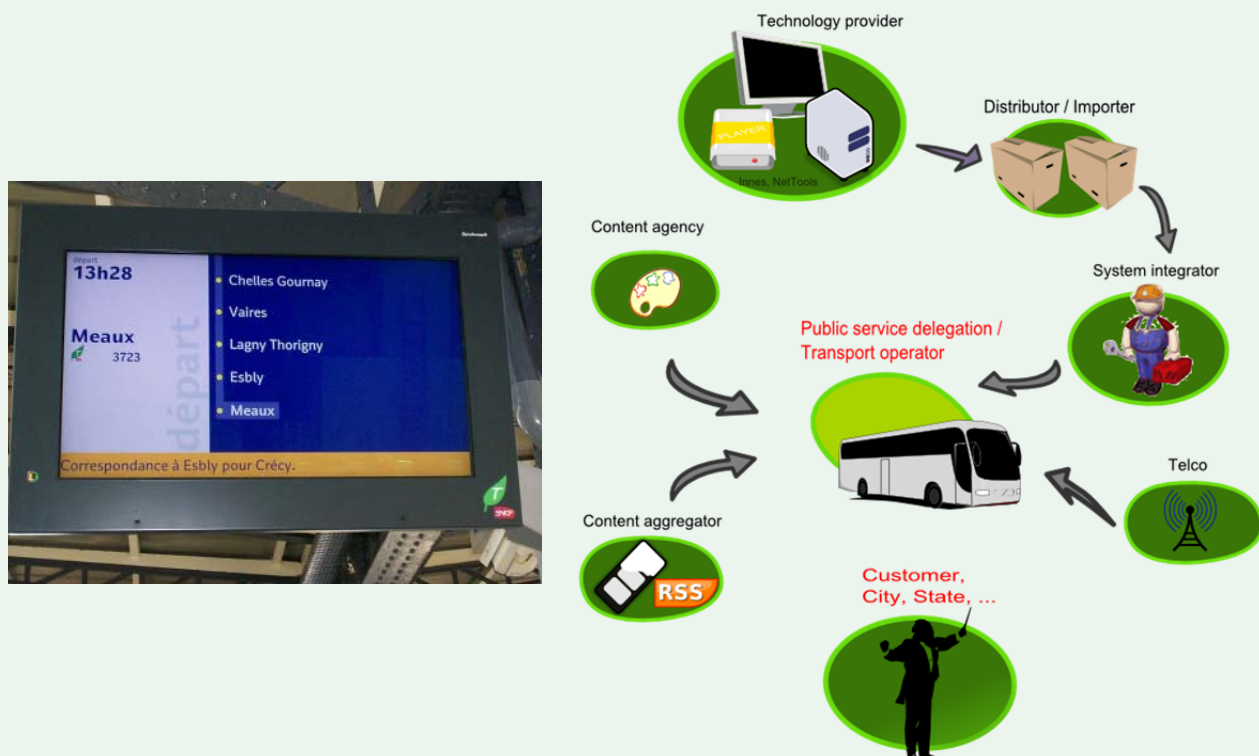 départ
13h28
Meaux
3723
départ
Chelles Gournay
Vaires
Lagny Thorigny
Esbly
Meaux
Correspondance à Esbly pour Crécy.
T
SNCF
Technology provider
PLAYER
Innes, NetTools
Distributor / Importer
Content agency
System integrator
Public service delegation /
Transport operator
Telco
Content aggregator
RSS
Customer,
City, State, ...